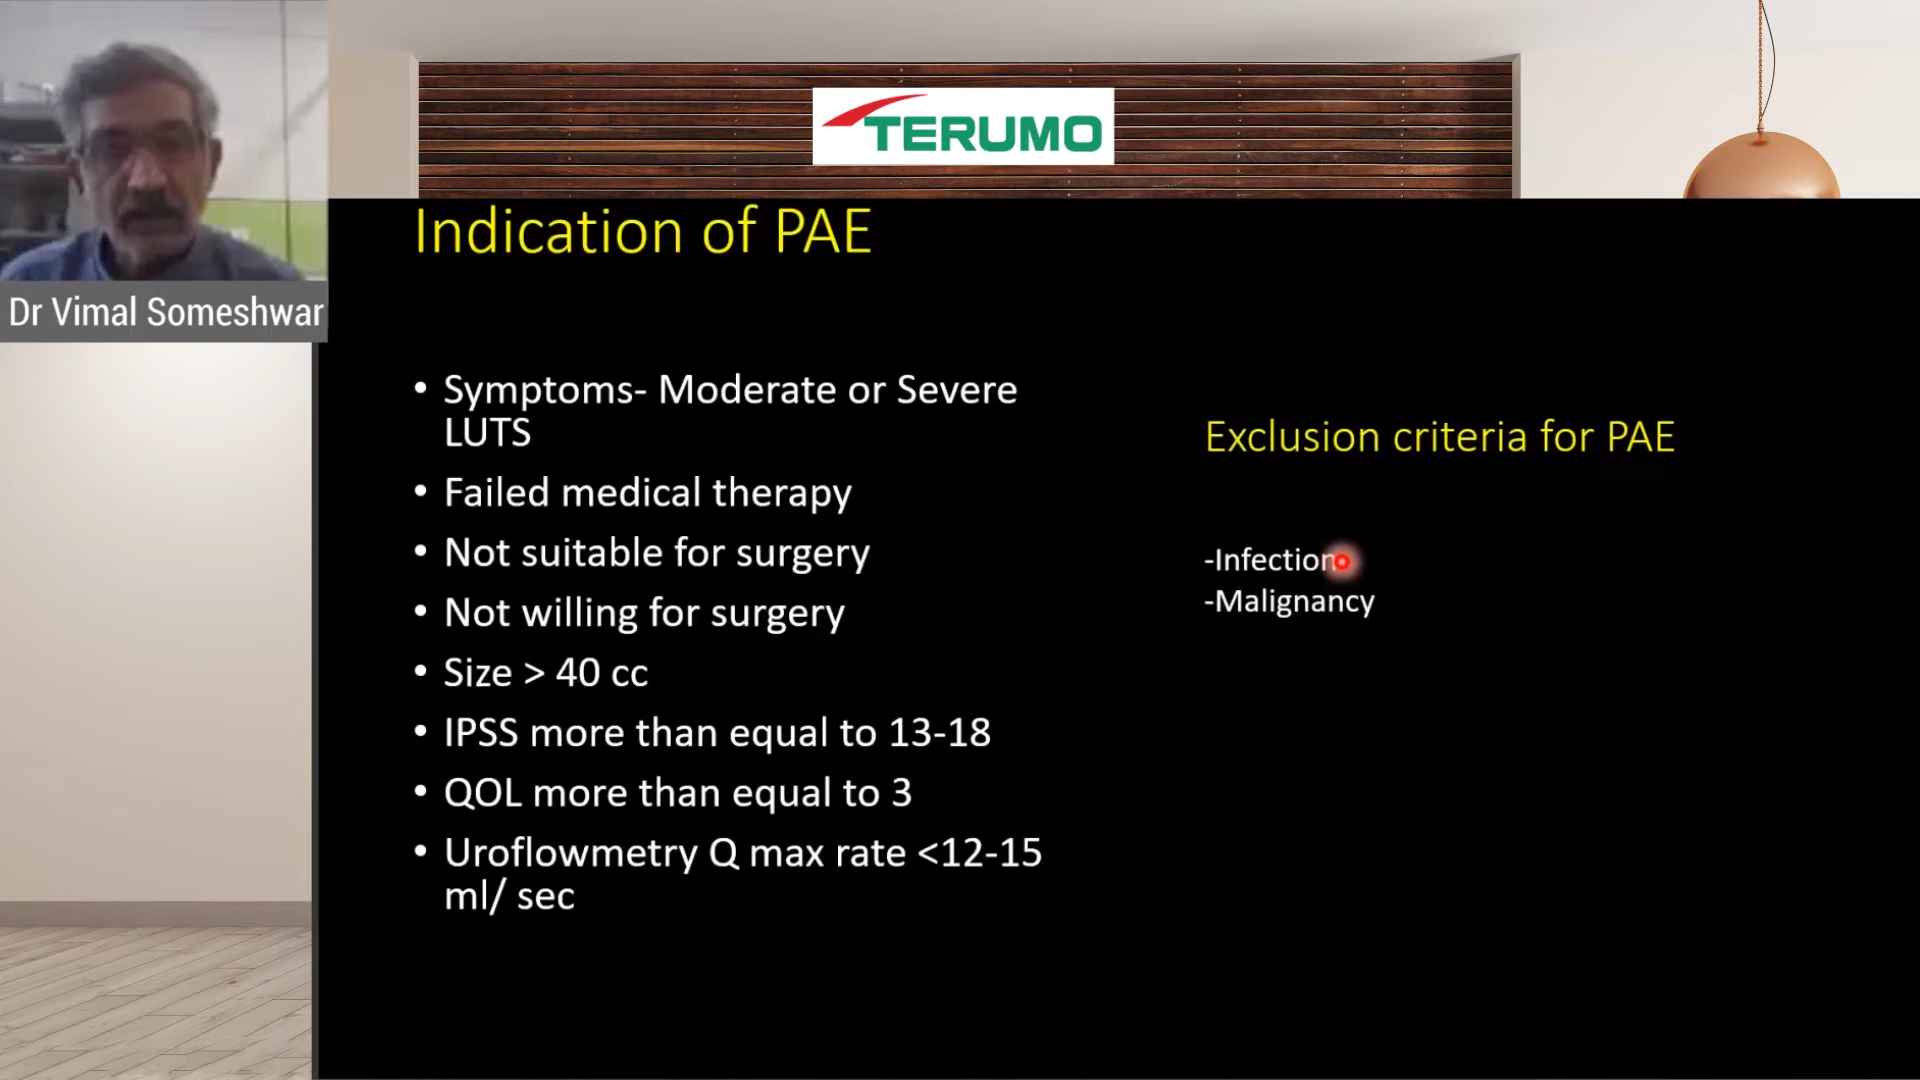 TERUMO
Dr Vimal Someshwar
Indication of PAE
• Symptoms- Moderate or Severe
LUTS
• Failed medical therapy
• Not suitable for surgery
• Not willing for surgery
• Size > 40 cc
• IPSS more than equal to 13-18
• QOL more than equal to 3
• Uroflowmetry Q max rate <12-15
ml/ sec
Exclusion criteria for PAE
-Infection
-Malignancy